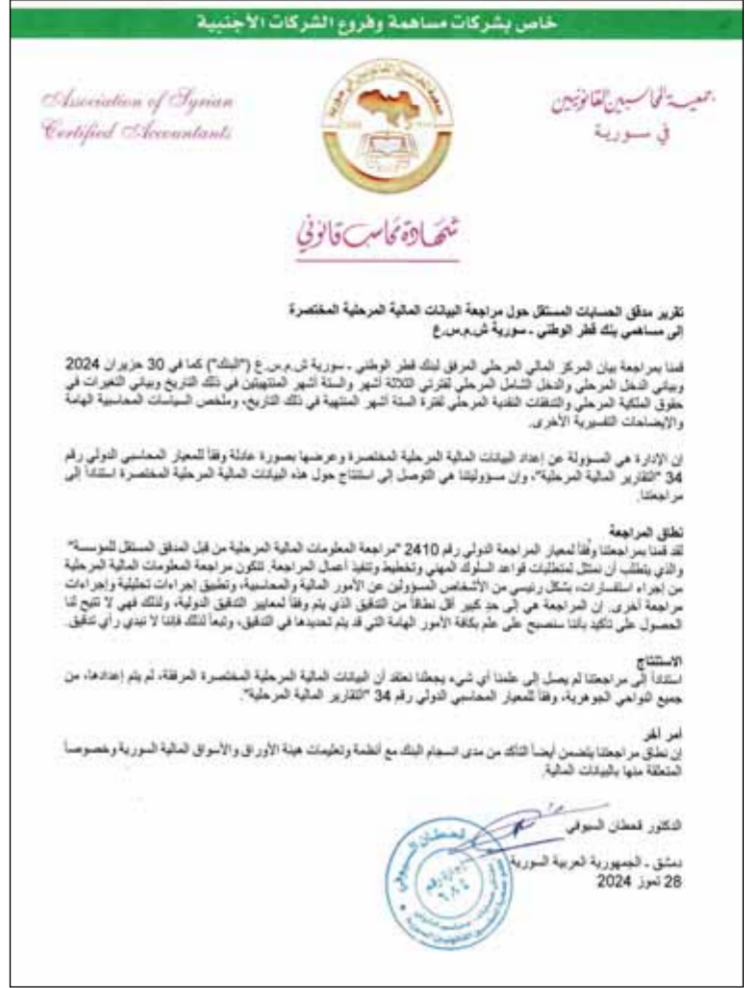 خاص بشركات مساهمة وفروع الشركات الأجنبية
Association of Syrian
Certified Accountants
جمعية المحاسبين القانونيين
في سورية
شهادة محاسب قانوني
تقرير مدقق الحسابات المستقل حول مراجعة البيانات المالية المرحلية المختصرة
إلى مساهمي بنك قطر الوطني - سورية ش.م.س.ع
قمنا بمراجعة بيان المركز المالي المرحلي المرفق لبنك قطر الوطني - سورية ش.م.س.ع ("البنك") كما في 30 حزيران 2024
وبياني الدخل المرحلي والدخل الشامل المرحلي لفترتي الثلاثة أشهر والستة أشهر المنتهيتين في ذلك التاريخ وبياني التغيرات في
حقوق الملكية المرحلي والتدفقات النقدية المرحلي لفترة الستة أشهر المنتهية في ذلك التاريخ، وملخص السياسات المحاسبية الهامة
والإيضاحات التفسيرية الأخرى.
إن الإدارة هي المسؤولة عن إعداد البيانات المالية المرحلية المختصرة وعرضها بصورة عادلة وفقاً للمعيار المحاسبي الدولي رقم
34 "التقارير المالية المرحلية"، وإن مسؤوليتنا هي التوصل إلى استنتاج حول هذه البيانات المالية المرحلية المختصرة استناداً إلى
مراجعتنا.
نطاق المراجعة
لقد قمنا بمراجعتنا وفقاً لمعيار المراجعة الدولي رقم 2410 "مراجعة المعلومات المالية المرحلية من قبل المدقق المستقل للمؤسسة"
والذي يتطلب أن نمتثل لمتطلبات قواعد السلوك المهني وتخطيط وتنفيذ أعمال المراجعة. تتكون مراجعة المعلومات المالية المرحلية
من إجراء استفسارات، بشكل رئيسي من الأشخاص المسؤولين عن الأمور المالية والمحاسبية، وتطبيق إجراءات تحليلية وإجراءات
مراجعة أخرى. إن المراجعة هي إلى حد كبير أقل نطاقاً من التدقيق الذي يتم وفقاً لمعايير التدقيق الدولية، ولذلك فهي لا تتيح لنا
الحصول على تأكيد بأننا سنصبح على علم بكافة الأمور الهامة التي قد يتم تحديدها في التدقيق، وتبعاً لذلك فإننا لا نبدي رأي تدقيق.
الاستنتاج
استناداً إلى مراجعتنا لم يصل إلى علمنا أي شيء يجعلنا نعتقد أن البيانات المالية المرحلية المختصرة المرفقة، لم يتم إعدادها، من
جميع النواحي الجوهرية، وفقاً للمعيار المحاسبي الدولي رقم 34 "التقارير المالية المرحلية".
أمر آخر
إن نطاق مراجعتنا يتضمن أيضاً التأكد من مدى انسجام البنك مع أنظمة وتعليمات هيئة الأوراق والأسواق المالية السورية وخصوصاً
المتعلقة منها بالبيانات المالية.
الدكتور قحطان السيوفي
دمشق - الجمهورية العربية السورية
28 تموز 2024
قحطان السيوفي